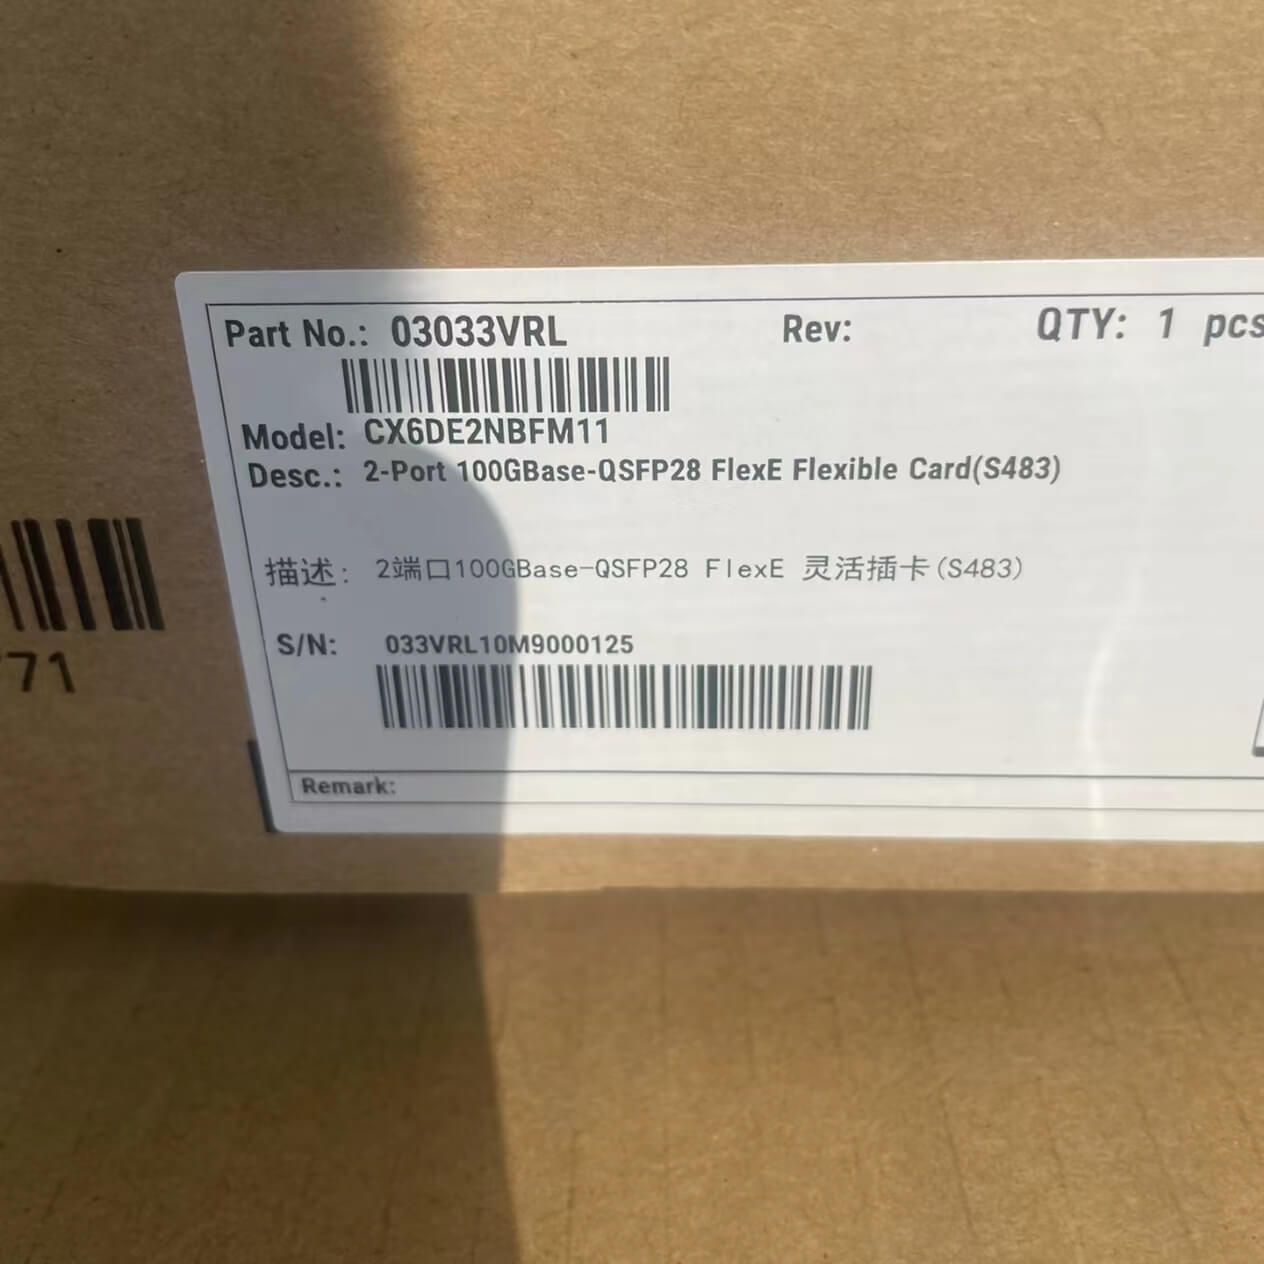 Part No.: 03033VRL Rev: QTY: 1 pcs
Model: CX6DE2NBFM11
Desc.: 2-Port 100GBase-QSFP28 FlexE Flexible Card(S483)
描述: 2端口100GBase-QSFP28 FlexE 灵活插卡(S483)
S/N: 033VRL10M9000125
Remark:
71